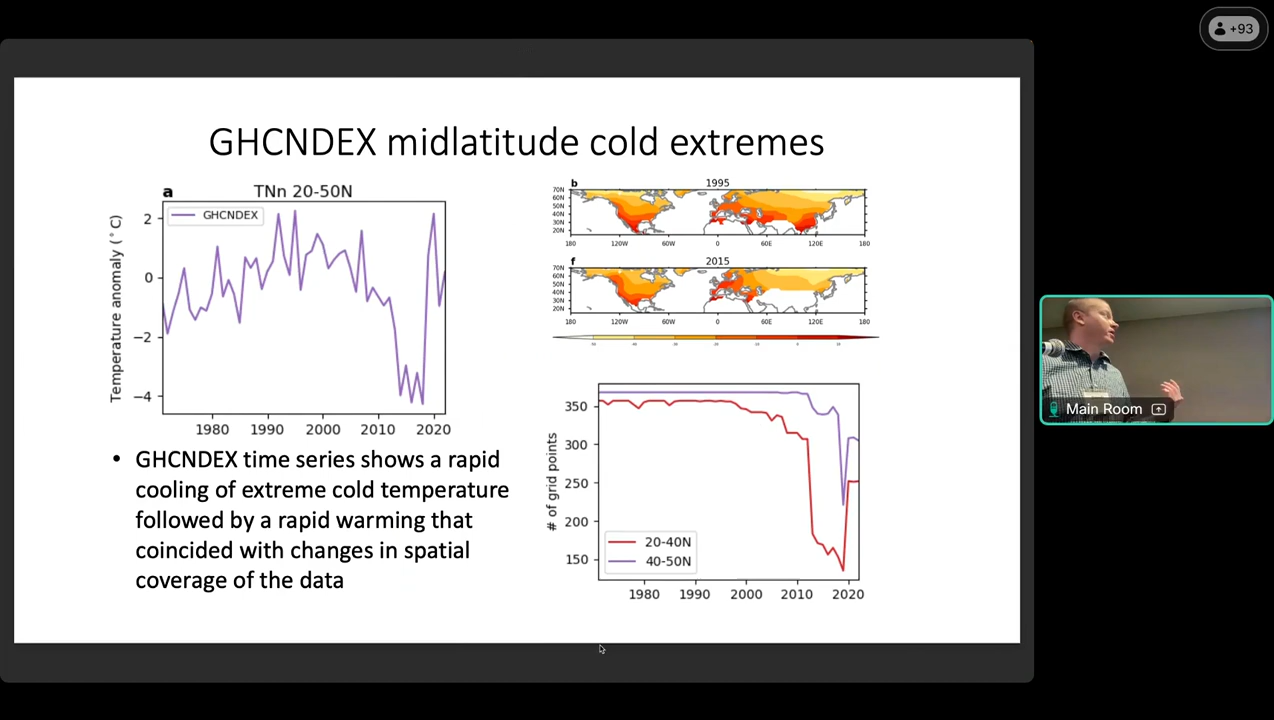 +93
GHCNDEX midlatitude cold extremes
a
TNn 20-50N
GHCNDEX
Temperature anomaly (°C)
2
0
−2
−4
1980 1990 2000 2010 2020
b
1995
70N
60N
50N
40N
30N
20N
180 120W 60W 0 60E 120E 180
f
2015
70N
60N
50N
40N
30N
20N
180 120W 60W 0 60E 120E 180
# of grid points
350
300
250
200
150
20-40N
40-50N
1980 1990 2000 2010 2020
• GHCNDEX time series shows a rapid
cooling of extreme cold temperature
followed by a rapid warming that
coincided with changes in spatial
coverage of the data
Main Room